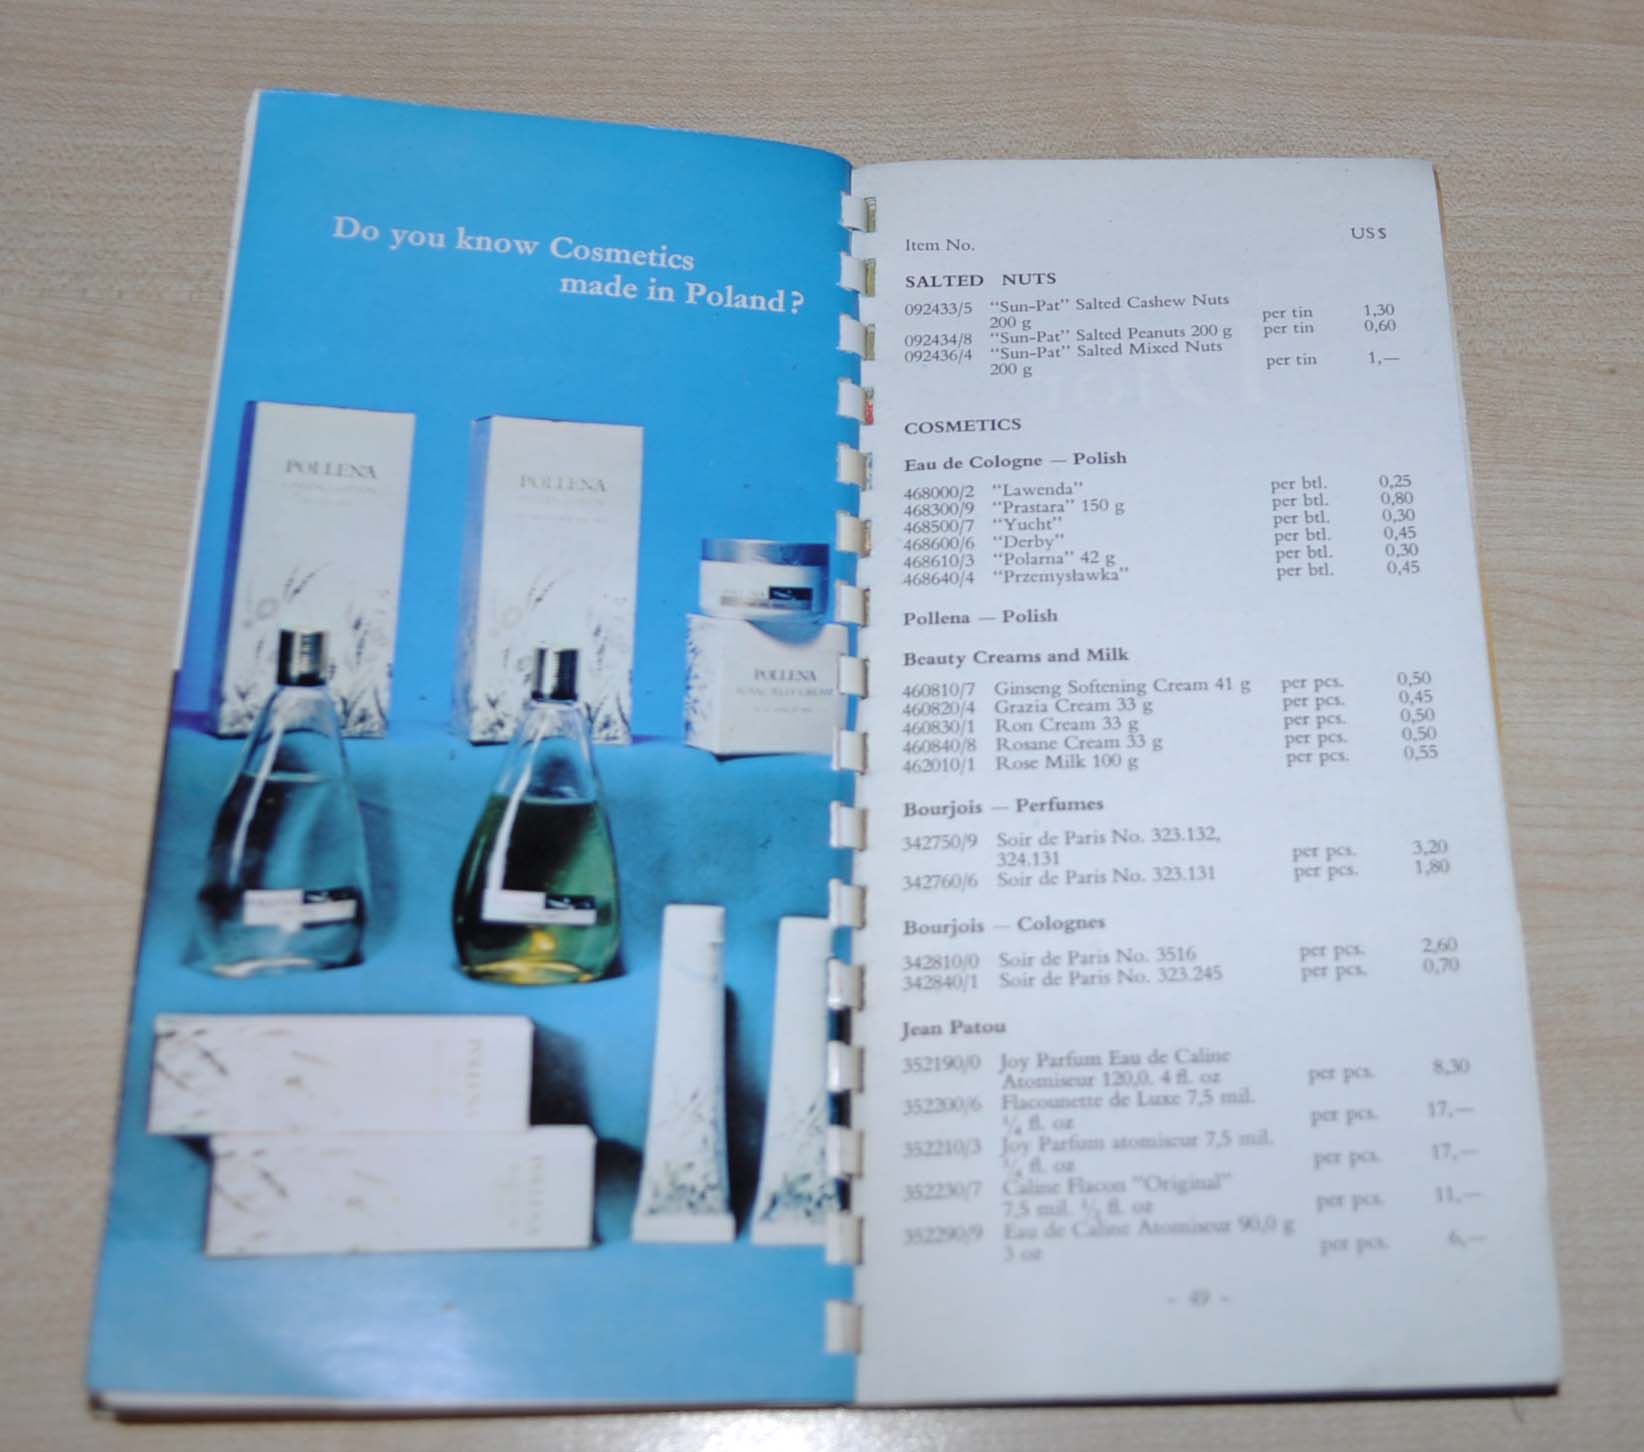 Do you know Cosmetics
made in Poland?
POLLENA
POLLENA
POLLENA
POLLENA
POLLENA
Item No.
US$
SALTED NUTS
092433/5 "Sun-Pat" Salted Cashew Nuts
200 g per tin 1,30
092434/8 "Sun-Pat" Salted Peanuts 200 g per tin 0,60
092436/4 "Sun-Pat" Salted Mixed Nuts
200 g per tin 1,—
COSMETICS
Eau de Cologne — Polish
468000/2 "Lawenda" per btl. 0,25
468300/9 "Prastara" 150 g per btl. 0,80
468500/7 "Yucht" per btl. 0,30
468600/6 "Derby" per btl. 0,45
468610/3 "Polarna" 42 g per btl. 0,30
468640/4 "Przemysławka" per btl. 0,45
Pollena — Polish
Beauty Creams and Milk
460810/7 Ginseng Softening Cream 41 g per pcs. 0,50
460820/4 Grazia Cream 33 g per pcs. 0,45
460830/1 Ron Cream 33 g per pcs. 0,50
460840/8 Rosane Cream 33 g per pcs. 0,50
462010/1 Rose Milk 100 g per pcs. 0,55
Bourjois — Perfumes
342750/9 Soir de Paris No. 323.132,
324.131 per pcs. 3,20
342760/6 Soir de Paris No. 323.131 per pcs. 1,80
Bourjois — Colognes
342810/0 Soir de Paris No. 3516 per pcs. 2,60
342840/1 Soir de Paris No. 323.245 per pcs. 0,70
Jean Patou
352190/0 Joy Parfum Eau de Caline
Atomiseur 120,0. 4 fl. oz per pcs. 8,30
352200/6 Flacounette de Luxe 7,5 mil.
¼ fl. oz per pcs. 17,—
352210/3 Joy Parfum atomiseur 7,5 mil.
fl. oz per pcs. 17,—
352230/7 Caline Flacon "Original"
7,5 mil. fl. oz per pcs. 11,—
352290/9 Eau de Caline Atomiseur 90,0 g
3 oz per pcs. 6,—
- 49 -